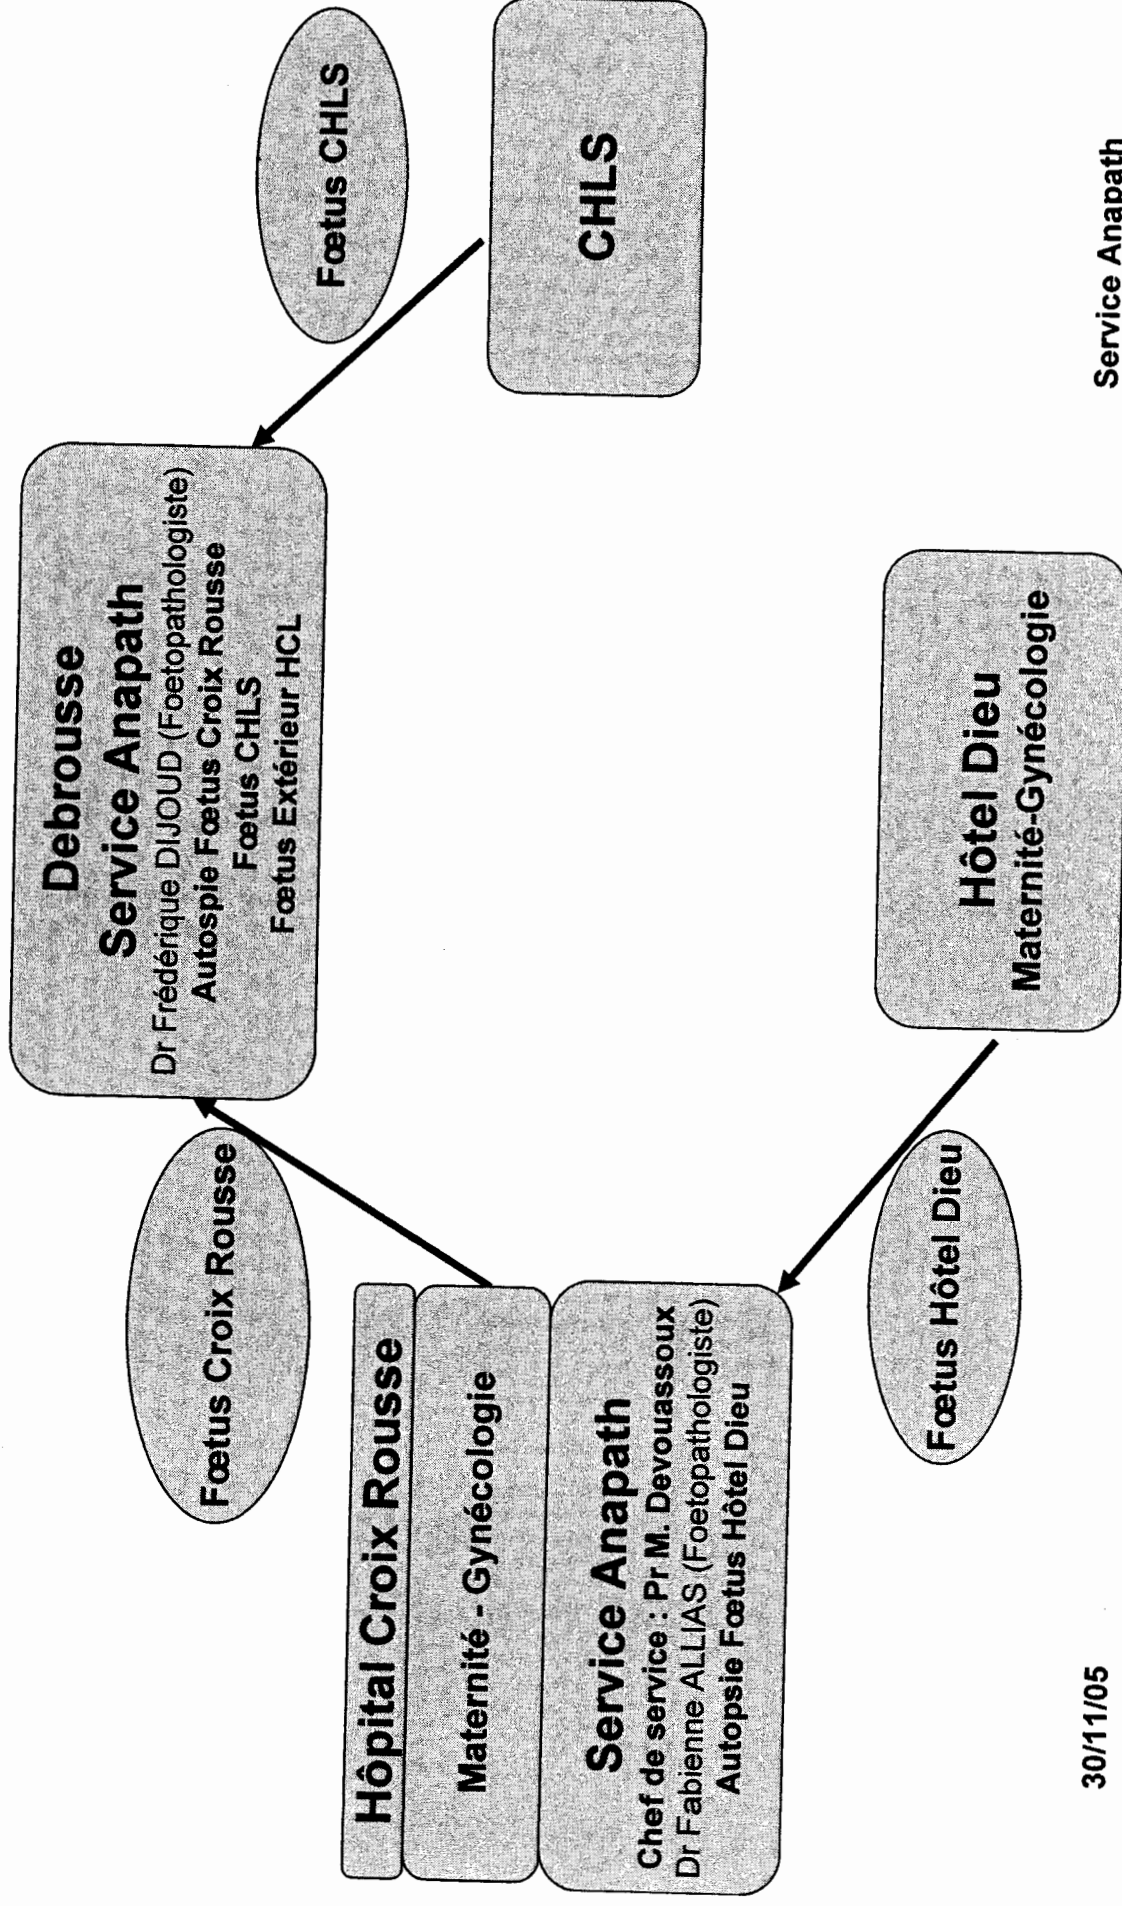 Debrousse
Service Anapath
Dr Frédérique DIJOUD (Foetopathologiste)
Autospie Fœtus Croix Rousse
Fœtus CHLS
Fœtus Extérieur HCL
Fœtus Croix Rousse
Fœtus CHLS
Hôpital Croix Rousse
Maternité - Gynécologie
Service Anapath
Chef de service : Pr M. Devouassoux
Dr Fabienne ALLIAS (Foetopathologiste)
Autopsie Fœtus Hôtel Dieu
CHLS
Fœtus Hôtel Dieu
Hôtel Dieu
Maternité-Gynécologie
30/11/05
Service Anapath